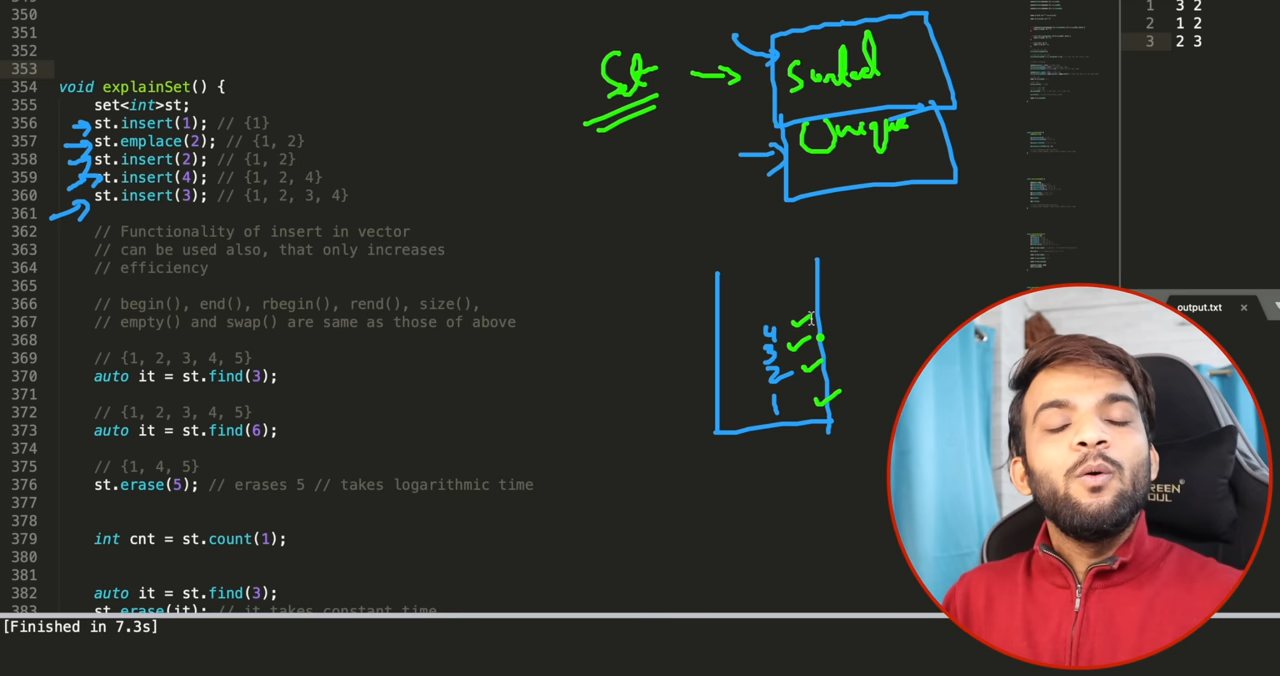 350
351
352
353
354 void explainSet() {
355 set<int>st;
356 st.insert(1); // {1}
357 st.emplace(2); // {1, 2}
358 st.insert(2); // {1, 2}
359 st.insert(4); // {1, 2, 4}
360 st.insert(3); // {1, 2, 3, 4}
361
362 // Functionality of insert in vector
363 // can be used also, that only increases
364 // efficiency
365
366 // begin(), end(), rbegin(), rend(), size(),
367 // empty() and swap() are same as those of above
368
369 // {1, 2, 3, 4, 5}
370 auto it = st.find(3);
371
372 // {1, 2, 3, 4, 5}
373 auto it = st.find(6);
374
375 // {1, 4, 5}
376 st.erase(5); // erases 5 // takes logarithmic time
377
378
379 int cnt = st.count(1);
380
381
382 auto it = st.find(3);
383 st.erase(it); // it takes constant time
[Finished in 7.3s]
Set
Sorted
Unique
4
3
2
1
1 3 2
2 1 2
3 2 3
output.txt